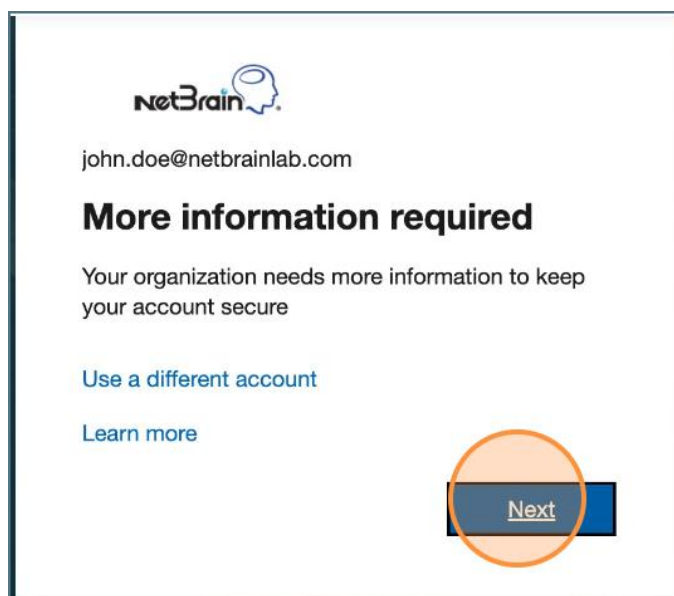 NetBrain
john.doe@netbrainlab.com
More information required
Your organization needs more information to keep
your account secure
Use a different account
Learn more
Next